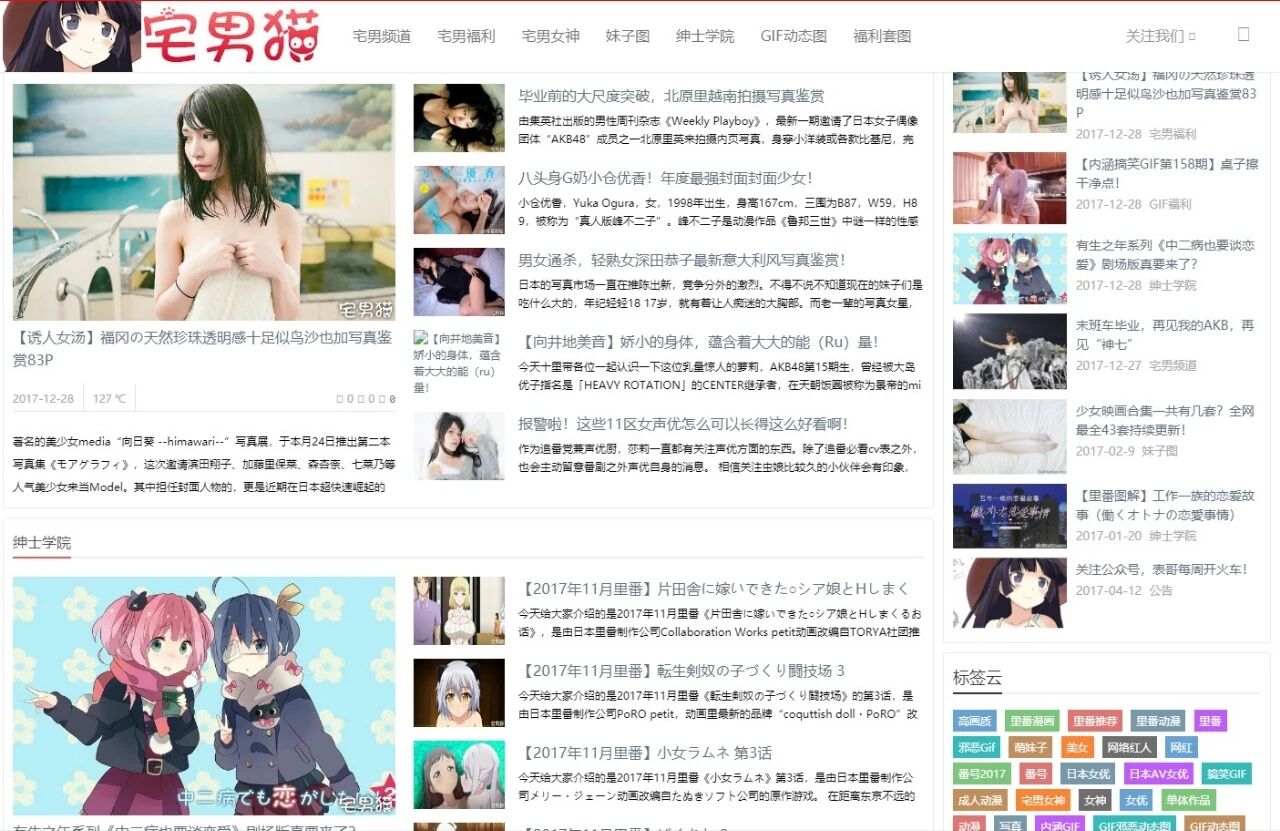 宅男猫
宅男频道
宅男福利
宅男女神
妹子图
绅士学院
GIF动态图
福利套图
关注我们
宅男猫
【诱人女汤】福冈の天然珍珠透明感十足似鸟沙也加写真鉴
赏83P
2017-12-28
127 ℃
0 0 0
著名的美少女media“向日葵 --himawari--”写真展，于本月24日推出第二本
写真集《モアグラフィ》，这次邀请滨田翔子、加藤里保菜、森杏奈、七菜乃等
人气美少女来当Model。其中担任封面人物的，更是近期在日本超快速崛起的
毕业前的大尺度突破，北原里越南拍摄写真鉴赏
由集英社出版的男性周刊杂志《Weekly Playboy》，最新一期邀请了日本女子偶像
团体“AKB48”成员之一北原里英来拍摄内页写真，身穿小洋装或各款比基尼，完
八头身G奶小仓优香！年度最强封面封面少女！
小仓优香，Yuka Ogura，女，1998年出生，身高167cm，三围为B87，W59，H8
9，被称为“真人版峰不二子”。峰不二子是动漫作品《鲁邦三世》中谜一样的性感
男女通杀，轻熟女深田恭子最新意大利风写真鉴赏！
日本的写真市场一直在推陈出新，竞争分外的激烈。不得不说不知道现在的妹子们是
吃什么大的，年纪轻轻18 17岁，就有着让人痴迷的大胸部。而老一辈的写真女星，
【向井地美音】
娇小的身体，蕴含
着大大的能（ru）
量！
【向井地美音】娇小的身体，蕴含着大大的能（Ru）量！
今天十里带各位一起认识一下这位乳量惊人的萝莉，AKB48第15期生，曾经被大岛
优子指名是「HEAVY ROTATION」的CENTER继承者，在天朝饭圆被称为景帝的mi
报警啦！这些11区女声优怎么可以长得这么好看啊！
作为追番党兼声优厨，莎莉一直都有关注声优方面的东西。除了追番必看cv表之外，
也会主动留意番剧之外声优自身的消息。 相信关注虫娘比较久的小伙伴会有印象，
绅士学院
中二病でも恋がしたい
宅男猫
有生之年系列《中二病也要谈恋爱》剧场版真要来了？
【2017年11月里番】片田舎に嫁いできた○シア娘とHしまく
今天给大家介绍的是2017年11月里番《片田舎に嫁いできた○シア娘とHしまくるお
话》，是由日本里番制作公司Collaboration Works petit动画改编自TORYA社团推
【2017年11月里番】転生剣奴の子づくり闘技场 3
今天给大家介绍的是2017年11月里番《転生剣奴の子づくり闘技场》的第3话，是
由日本里番制作公司PoRO petit，动画里最新的品牌“coquttish doll・PoRO”改
【2017年11月里番】小女ラムネ 第3话
今天给大家介绍的是2017年11月里番《小女ラムネ》第3话，是由日本里番制作公
司メリー・ジェーン动画改编自たぬきソフト公司的原作游戏。 在距离东京不远的
【诱人女汤】福冈の天然珍珠透
明感十足似鸟沙也加写真鉴赏83
P
2017-12-28 宅男福利
【内涵搞笑GIF第158期】桌子擦
干净点！
2017-12-28 GIF福利
有生之年系列《中二病也要谈恋
爱》剧场版真要来了？
2017-12-28 绅士学院
末班车毕业，再见我的AKB，再
见“神七”
2017-12-27 宅男频道
少女映画合集一共有几套？全网
最全43套持续更新！
2017-02-9 妹子图
【里番图解】工作一族的恋爱故
事（働くオトナの恋愛事情）
2017-01-20 绅士学院
关注公众号，表哥每周开火车！
2017-04-12 公告
标签云
高画质 里番漫画 里番推荐 里番动漫 里番
邪恶Gif 萌妹子 美女 网络红人 网红
番号2017 番号 日本女优 日本AV女优 搞笑GIF
成人动漫 宅男女神 女神 女优 单体作品
动漫 写真 内涵GIF GIF邪恶动态图 GIF动态图